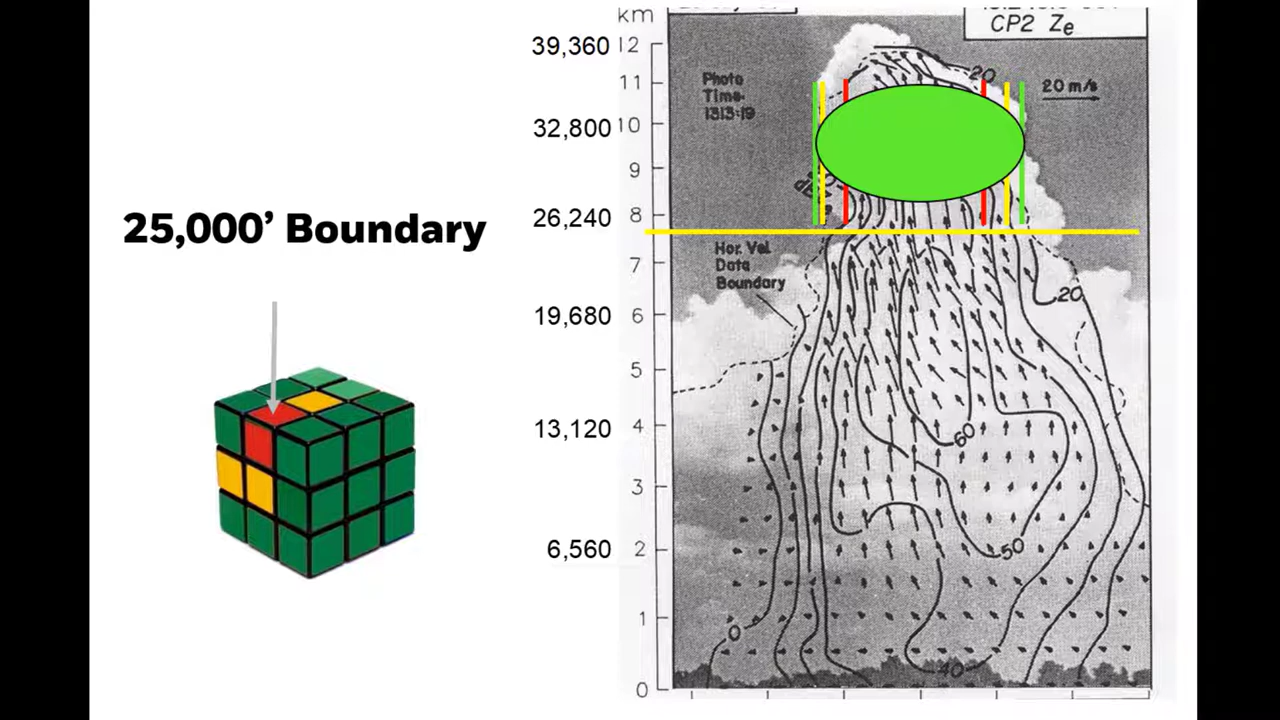 25,000’ Boundary
km
CP2 Ze
39,360 12
11
32,800 10
9
26,240 8
7
19,680 6
5
13,120 4
3
6,560 2
1
0
Photo
Time-
1313:19
20
20 m/s
Hor. Vel.
Data
Boundary
20
60
50
0
40